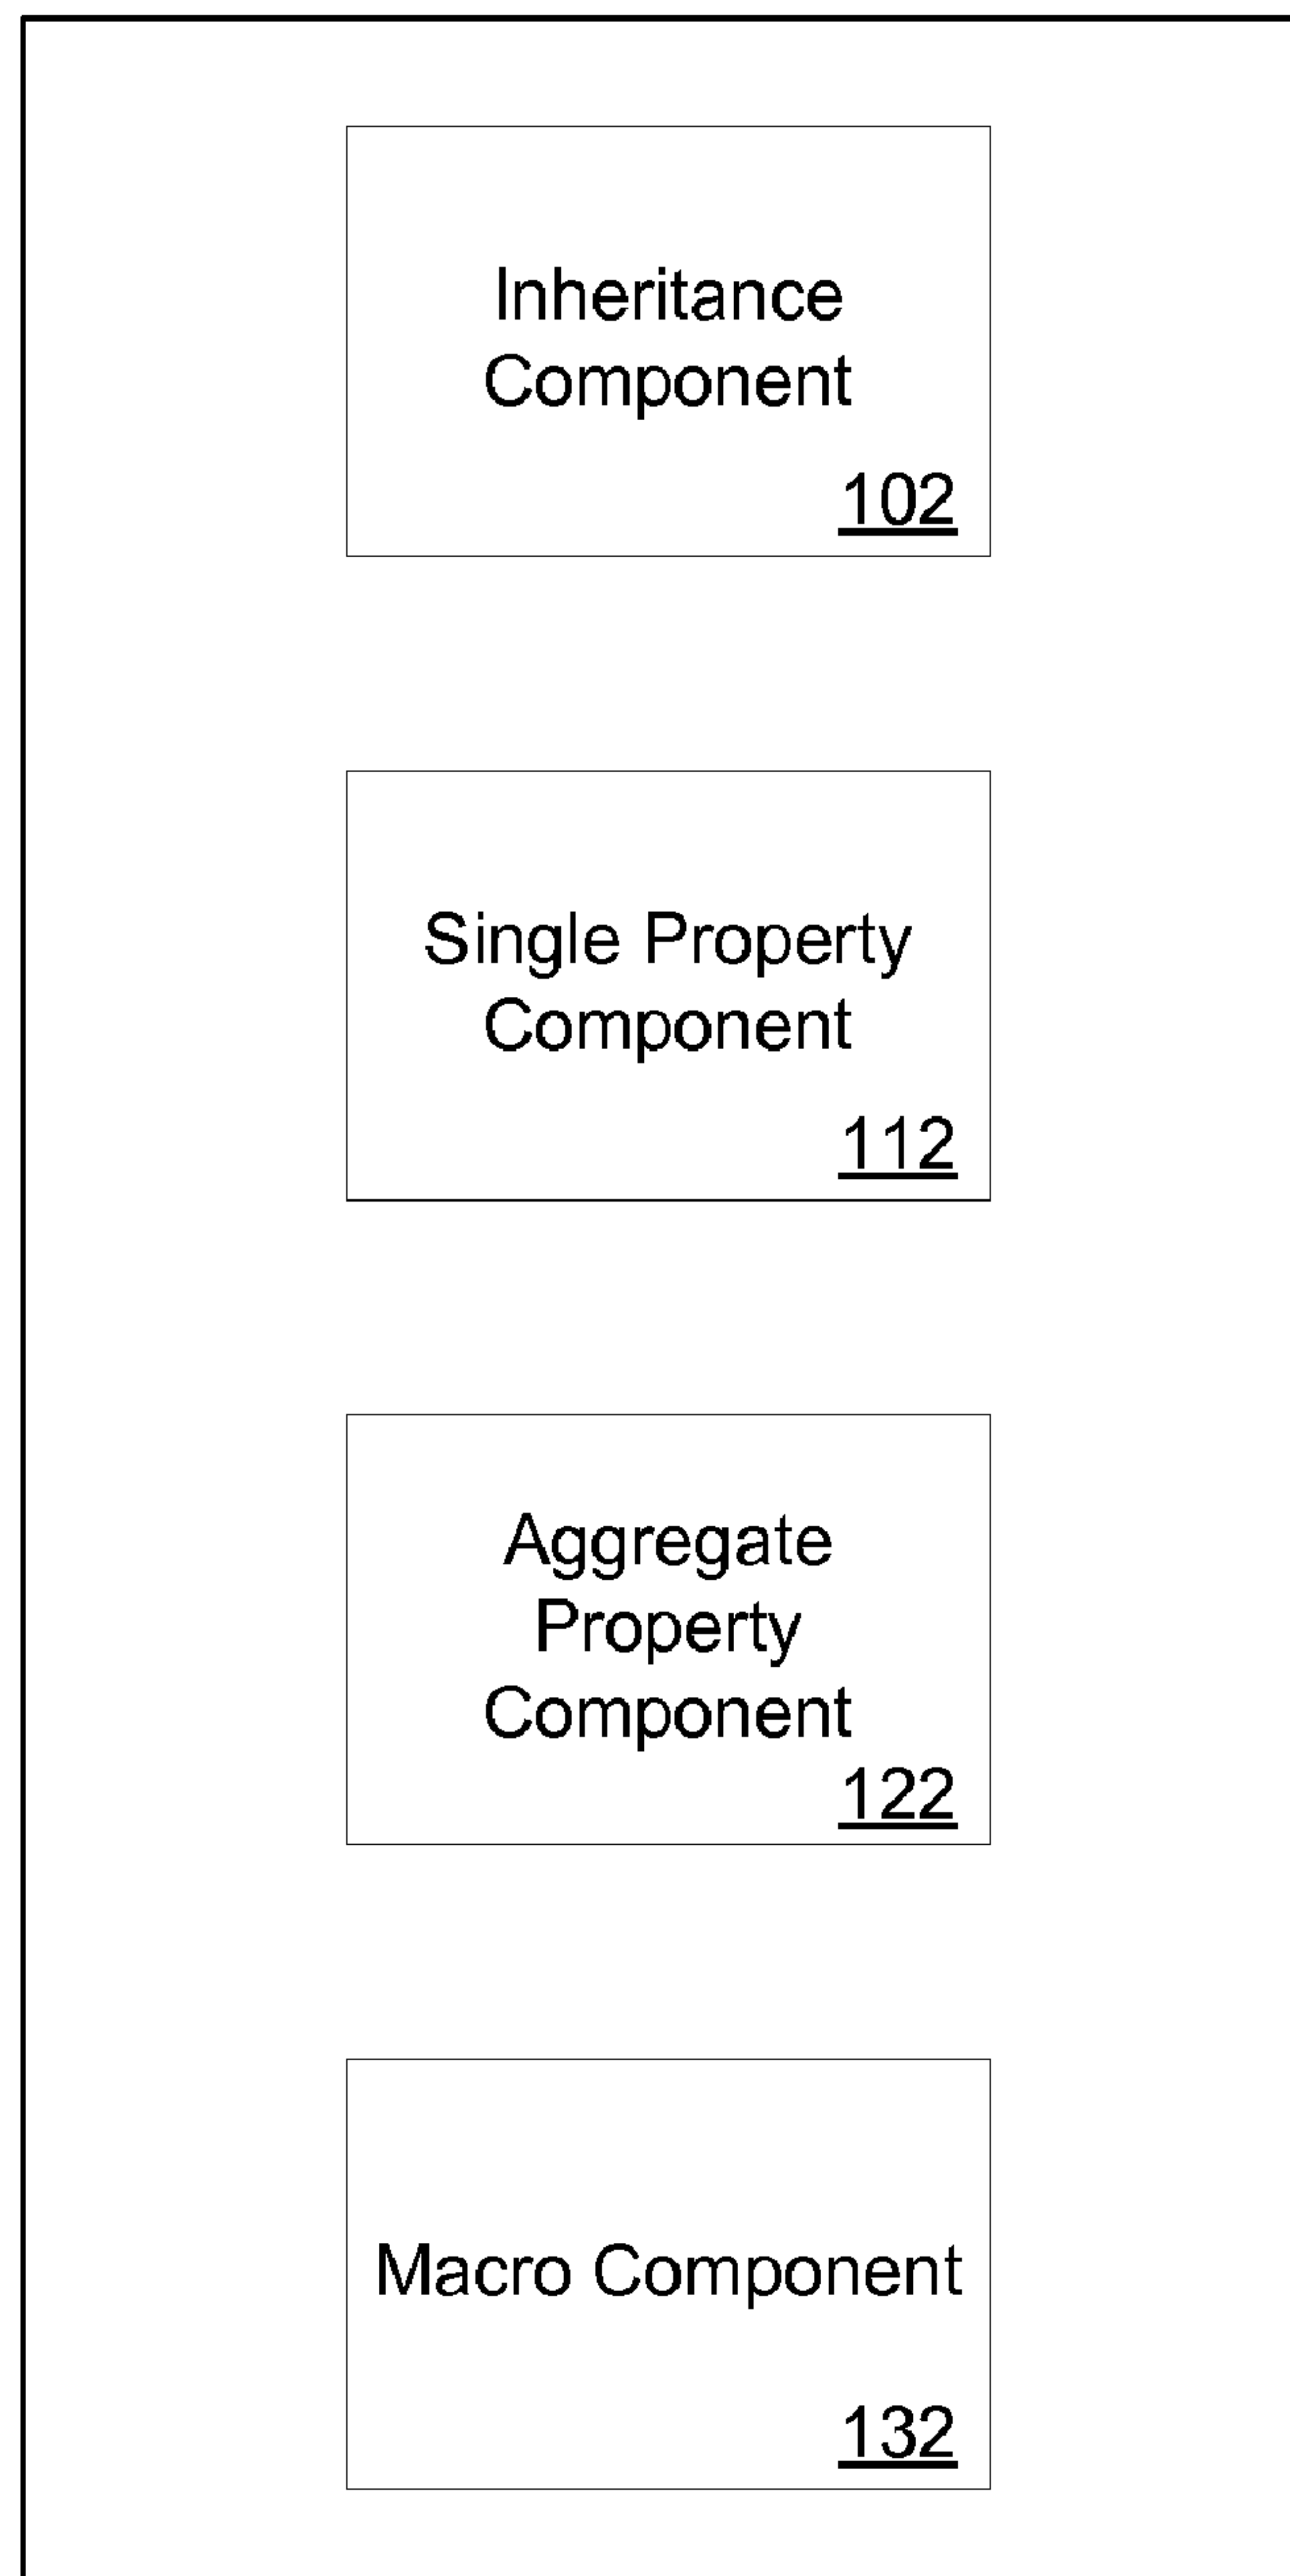 Inheritance
Component
102
Single Property
Component
112
Aggregate
Property
Component
122
Macro Component
132